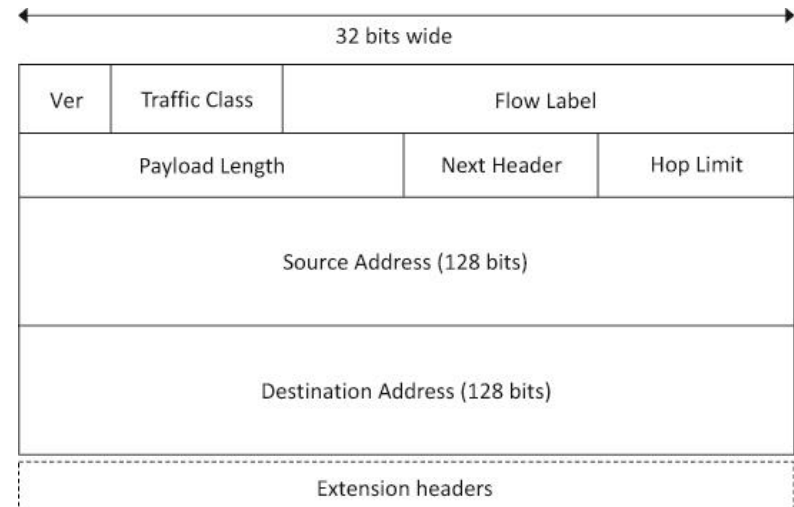 32 bits wide
Ver Traffic Class Flow Label
Payload Length Next Header Hop Limit
Source Address (128 bits)
Destination Address (128 bits)
Extension headers